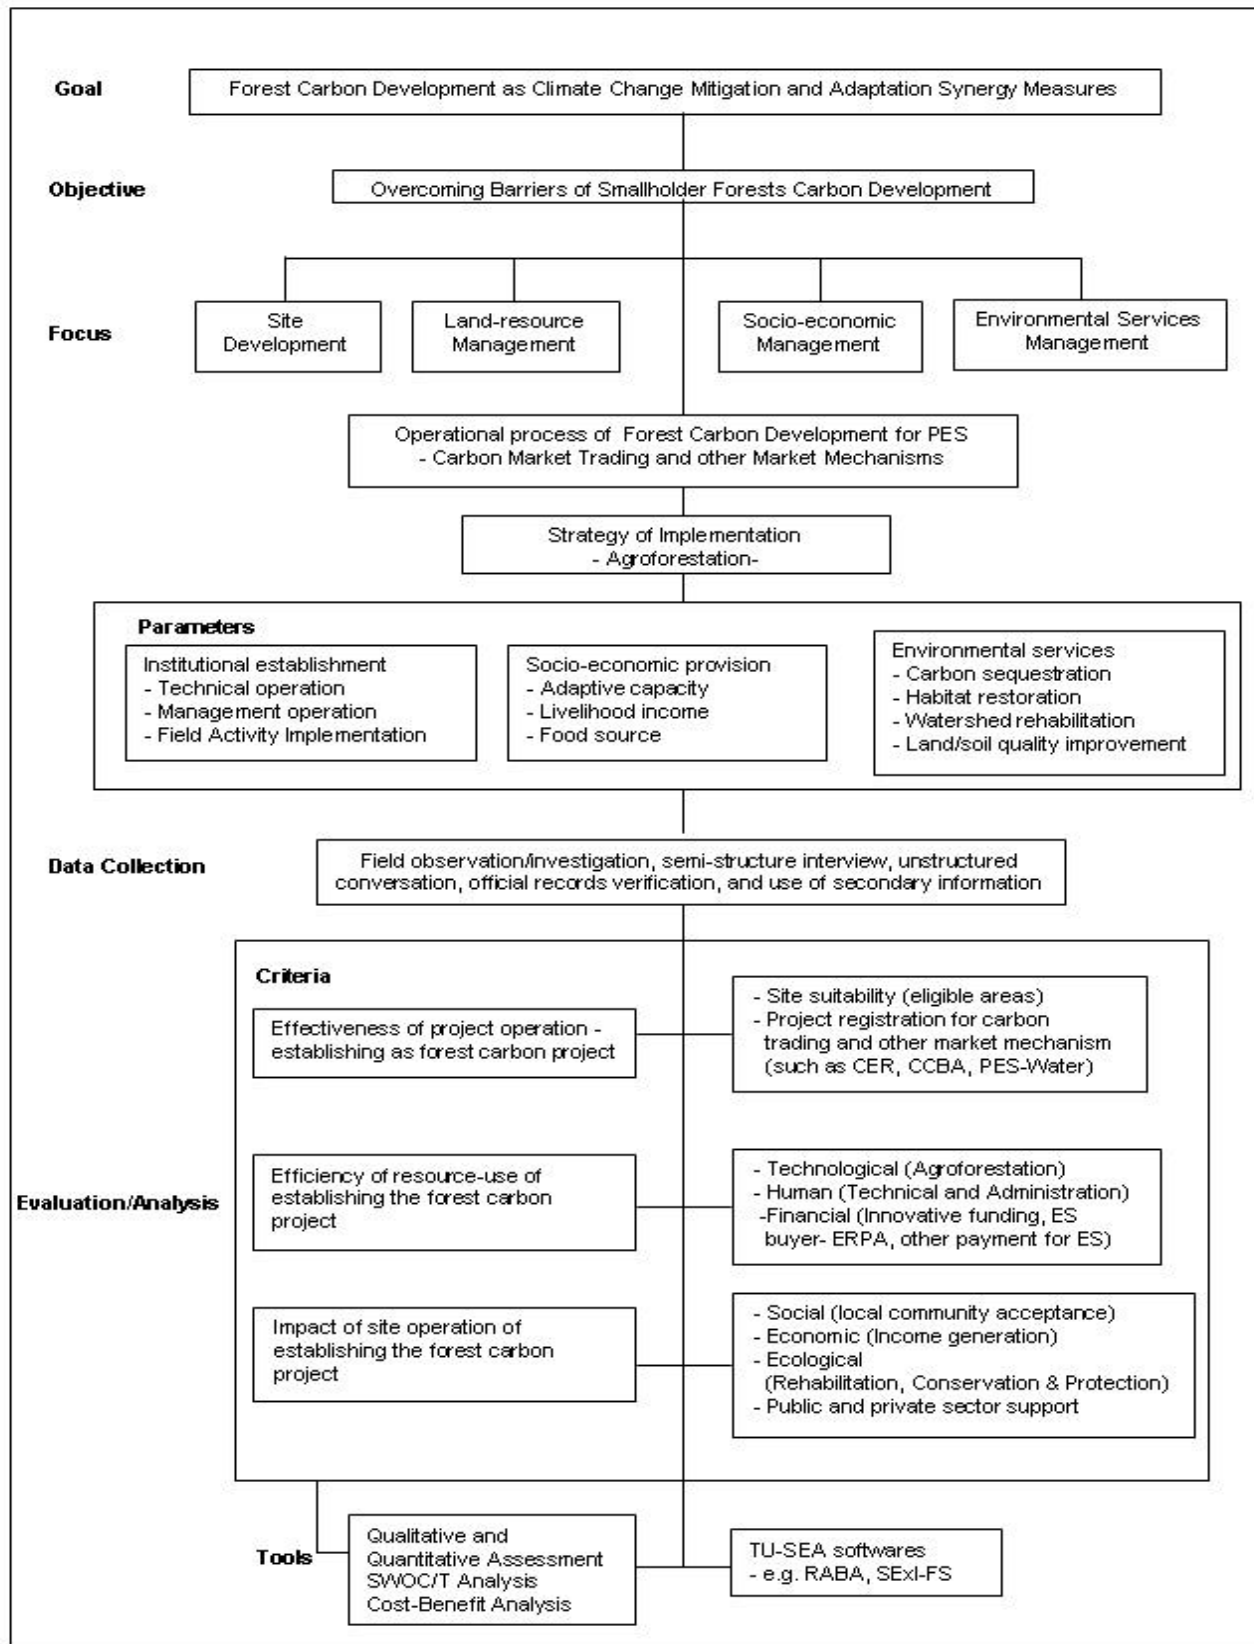 Goal
Forest Carbon Development as Climate Change Mitigation and Adaptation Synergy Measures
Objective
Overcoming Barriers of Smallholder Forests Carbon Development
Focus
Site
Development
Land-resource
Management
Socio-economic
Management
Environmental Services
Management
Operational process of Forest Carbon Development for PES
- Carbon Market Trading and other Market Mechanisms
Strategy of Implementation
- Agroforestation-
Parameters
Institutional establishment
- Technical operation
- Management operation
- Field Activity Implementation
Socio-economic provision
- Adaptive capacity
- Livelihood income
- Food source
Environmental services
- Carbon sequestration
- Habitat restoration
- Watershed rehabilitation
- Land/soil quality improvement
Data Collection
Field observation/investigation, semi-structure interview, unstructured
conversation, official records verification, and use of secondary information
Evaluation/Analysis
Criteria
Effectiveness of project operation -
establishing as forest carbon project
- Site suitability (eligible areas)
- Project registration for carbon
trading and other market mechanism
(such as CER, CCBA, PES-Water)
Efficiency of resource-use of
establishing the forest carbon
project
- Technological (Agroforestation)
- Human (Technical and Administration)
-Financial (Innovative funding, ES
buyer- ERPA, other payment for ES)
Impact of site operation of
establishing the forest carbon
project
- Social (local community acceptance)
- Economic (Income generation)
- Ecological
(Rehabilitation, Conservation & Protection)
- Public and private sector support
Tools
Qualitative and
Quantitative Assessment
SWOC/T Analysis
Cost-Benefit Analysis
TU-SEA softwares
- e.g. RABA, SExI-FS